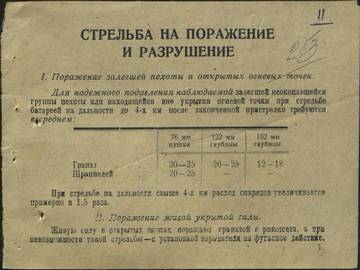 11
263
СТРЕЛЬБА НА ПОРАЖЕНИЕ
И РАЗРУШЕНИЕ
I. Поражение залегшей пехоты и открытых огневых точек.
Для надежного подавления наблюдаемой залегшей неокопавшейся
группы пехоты или находящейся вне укрытия огневой точки при стрельбе
батареей на дальности до 4-х км после законченной пристрелки требуются
в среднем:
76 мм пушки 122 мм гаубицы 152 мм гаубицы
Гранат 30—35 20—25 12—18
Шрапнелей 20—25 — —
При стрельбе на дальности свыше 4-х км расход снарядов увеличивается
примерно в 1,5 раза.
II. Поражение живой укрытой силы.
Живую силу в открытых окопах поражаем гранатой с рикошета, а при
невозможности такой стрельбы—с установкой взрывателя на фугасное действие.